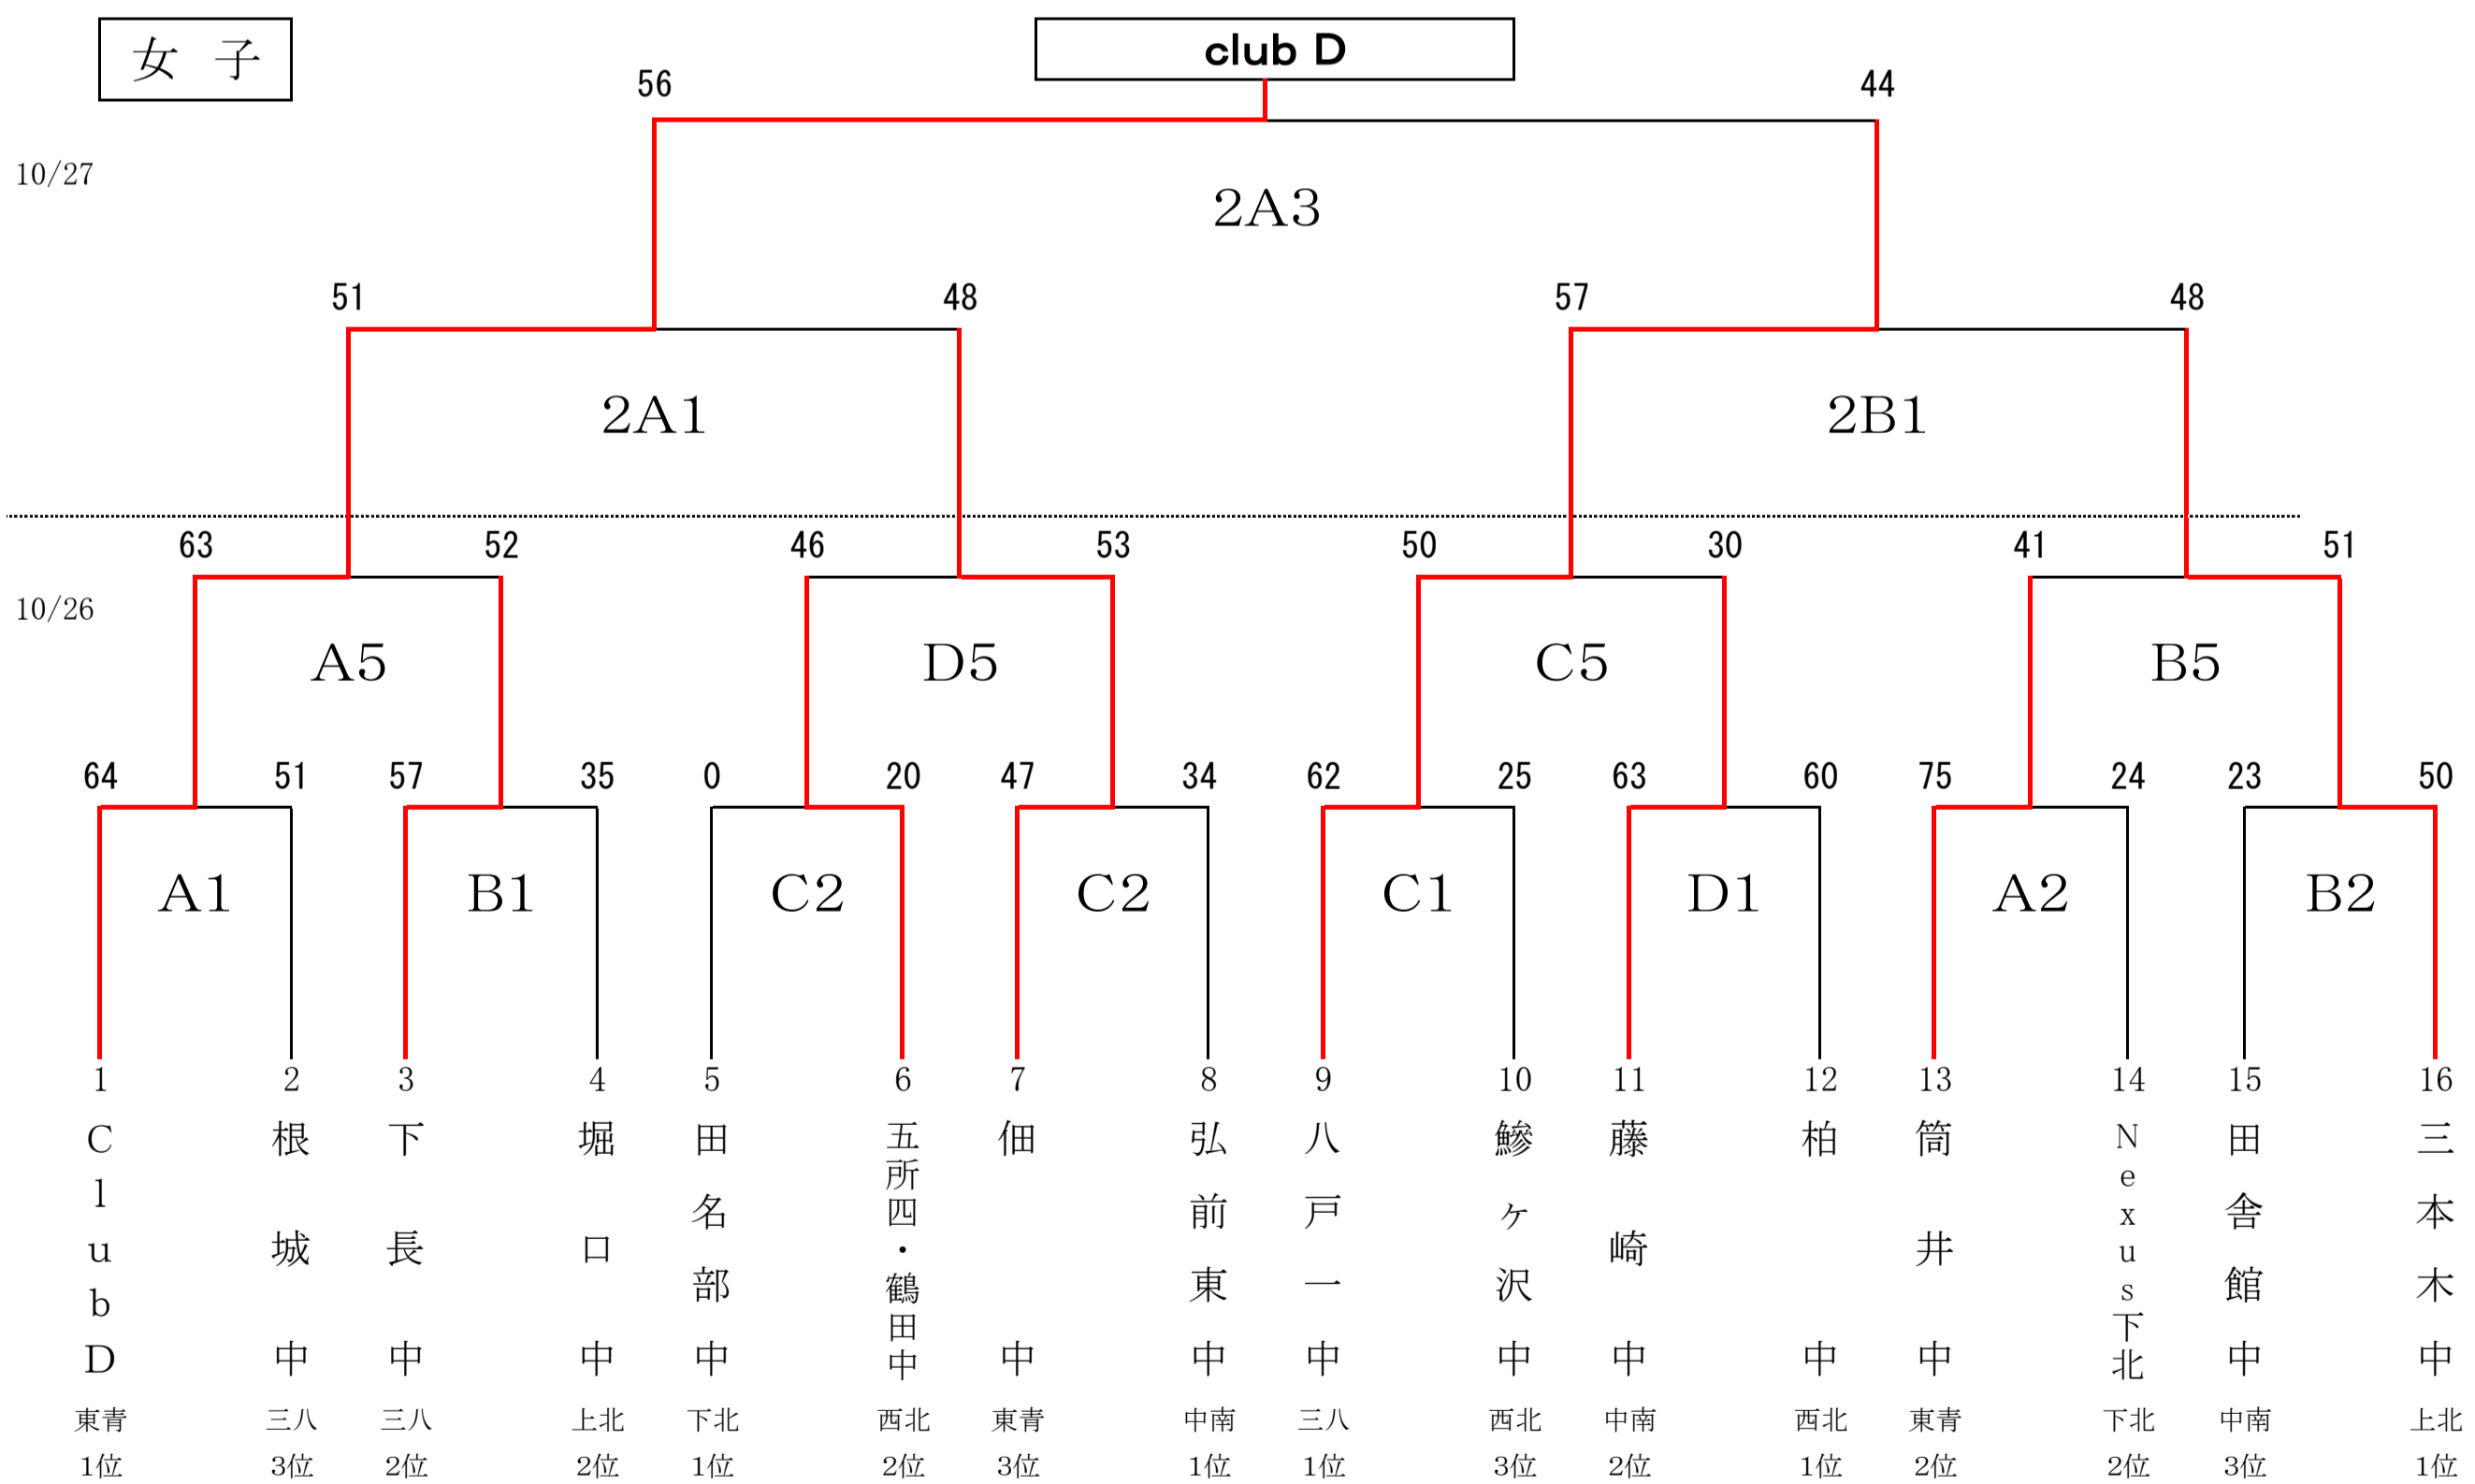 女 子
club D
56 44
10/27
2A3
51 48 57 48
2A1 2B1
63 52 46 53 50 30 41 51
10/26
A5 D5 C5 B5
64 51 57 35 0 20 47 34 62 25 63 60 75 24 23 50
A1 B1 C2 C2 C1 D1 A2 B2
1 2 3 4 5 6 7 8 9 10 11 12 13 14 15 16
ClubD
根城中
下長中
堀口中
田名部中
五所四・鶴田中
佃中
弘前東中
八戸一中
鰺ヶ沢中
藤崎中
柏中
筒井中
Nexus下北
田舎館中
三本木中
東青 三八 三八 上北 下北 西北 東青 中南 三八 西北 中南 西北 東青 下北 中南 上北
1位 3位 2位 2位 1位 2位 3位 1位 1位 3位 2位 1位 2位 2位 3位 1位